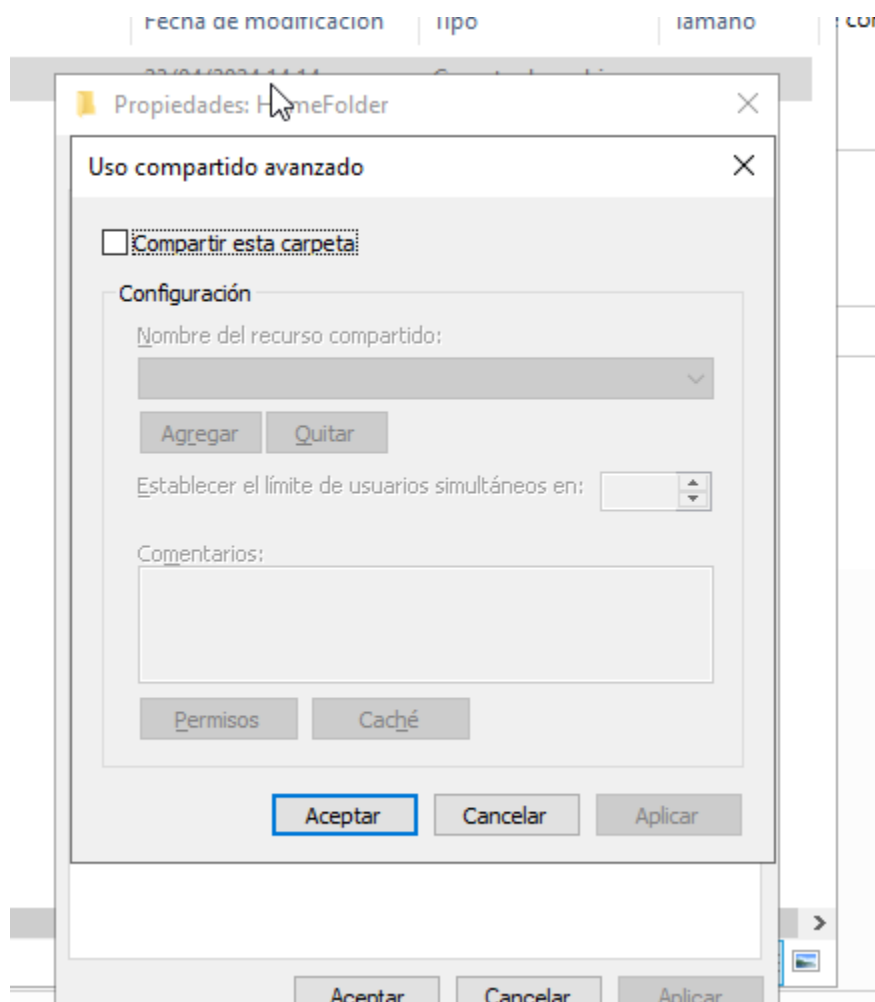 Fecha de modificación Tipo Tamaño
Propiedades: HomeFolder
Uso compartido avanzado
Compartir esta carpeta
Configuración
Nombre del recurso compartido:
Agregar Quitar
Establecer el límite de usuarios simultáneos en:
Comentarios:
Permisos Caché
Aceptar Cancelar Aplicar
Aceptar Cancelar Aplicar